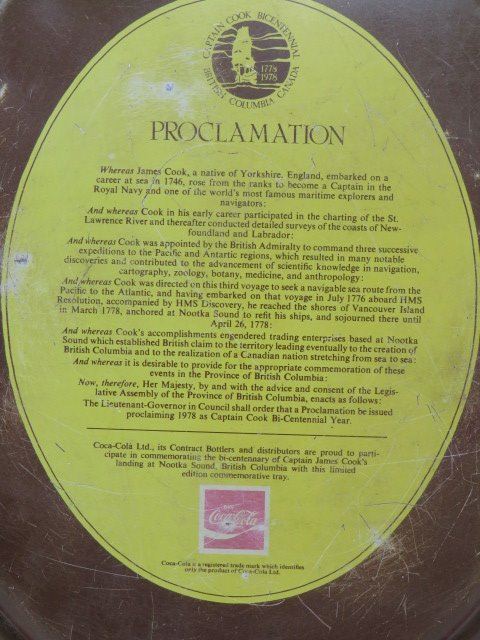 CAPTAIN COOK BICENTENNIAL
1778
1978
BRITISH COLUMBIA CANADA
PROCLAMATION
Whereas James Cook, a native of Yorkshire, England, embarked on a
career at sea in 1746, rose from the ranks to become a Captain in the
Royal Navy and one of the world's most famous maritime explorers and
navigators:
And whereas Cook in his early career participated in the charting of the St.
Lawrence River and thereafter conducted detailed surveys of the coasts of New-
foundland and Labrador:
And whereas Cook was appointed by the British Admiralty to command three successive
expeditions to the Pacific and Antarctic regions, which resulted in many notable
discoveries and contributed to the advancement of scientific knowledge in navigation,
cartography, zoology, botany, medicine, and anthropology:
And whereas Cook was directed on this third voyage to seek a navigable sea route from the
Pacific to the Atlantic, and having embarked on that voyage in July 1776 aboard HMS
Resolution, accompanied by HMS Discovery, he reached the shores of Vancouver Island
in March 1778, anchored at Nootka Sound to refit his ships, and sojourned there until
April 26, 1778:
And whereas Cook's accomplishments engendered trading enterprises based at Nootka
Sound which established British claim to the territory leading eventually to the creation of
British Columbia and to the realization of a Canadian nation stretching from sea to sea:
And whereas it is desirable to provide for the appropriate commemoration of these
events in the Province of British Columbia:
Now, therefore, Her Majesty, by and with the advice and consent of the Legis-
lative Assembly of the Province of British Columbia, enacts as follows:
The Lieutenant-Governor in Council shall order that a Proclamation be issued
proclaiming 1978 as Captain Cook Bi-Centennial Year.
Coca-Cola Ltd., its Contract Bottlers and distributors are proud to parti-
cipate in commemorating the bi-centenary of Captain James Cook's
landing at Nootka Sound, British Columbia with this limited
edition commemorative tray.
Coca-Cola
Coca-Cola is a registered trade mark which identifies
only the product of Coca-Cola Ltd.